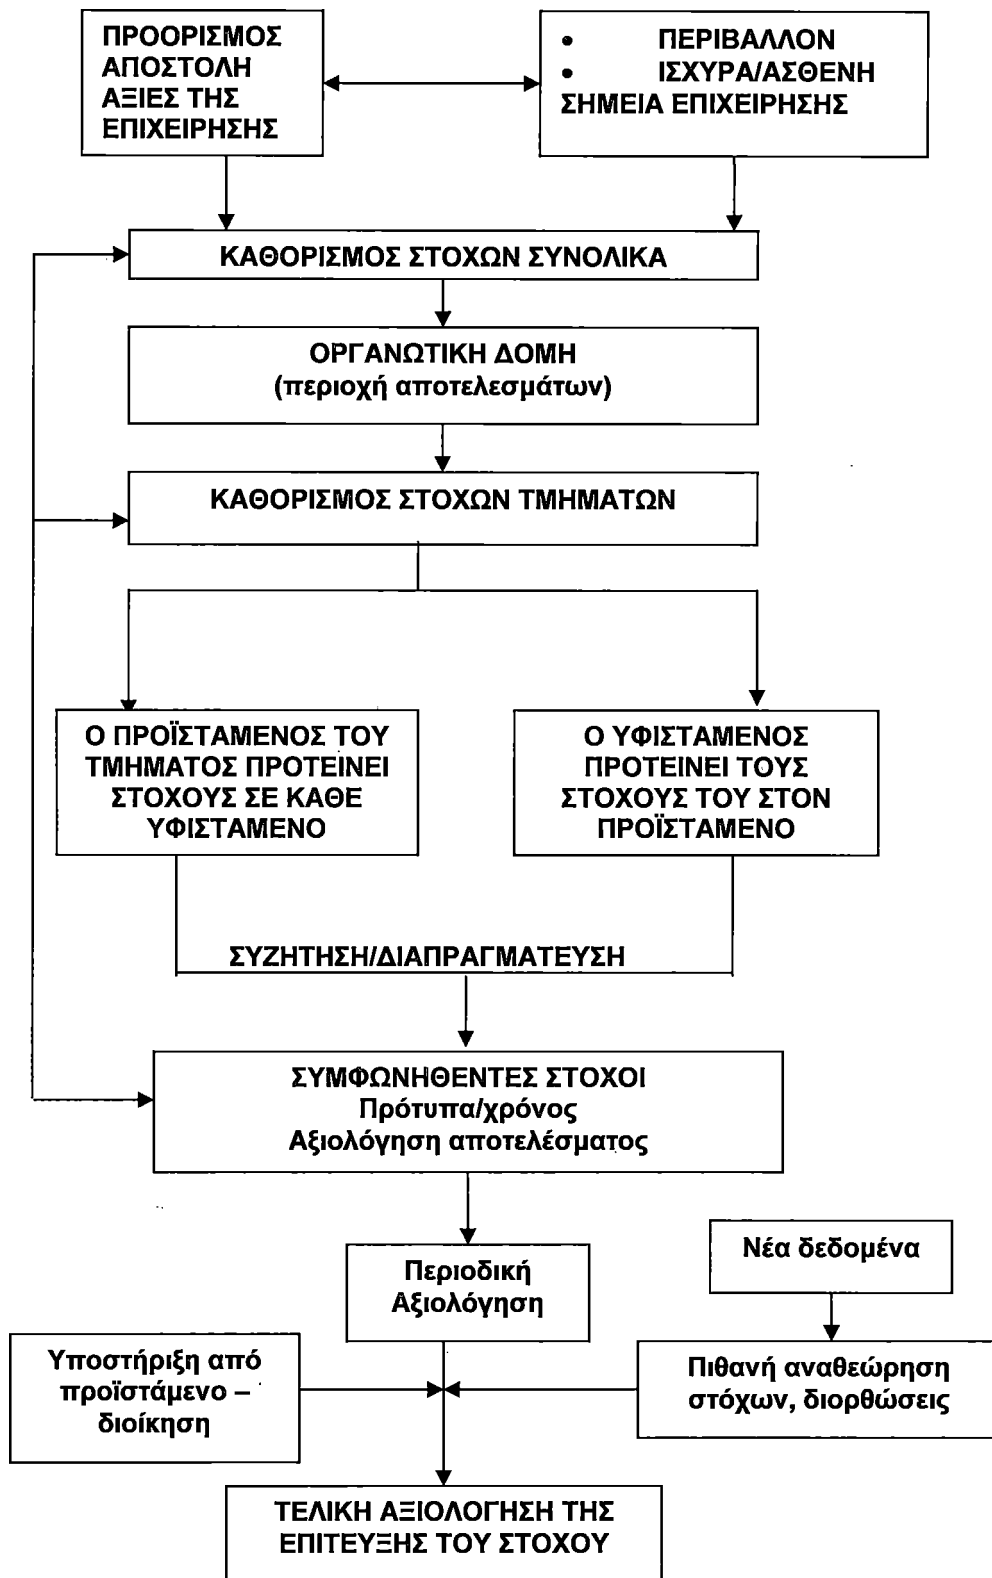 ΠΡΟΟΡΙΣΜΟΣ
ΑΠΟΣΤΟΛΗ
ΑΞΙΕΣ ΤΗΣ
ΕΠΙΧΕΙΡΗΣΗΣ
• ΠΕΡΙΒΑΛΛΟΝ
• ΙΣΧΥΡΑ/ΑΣΘΕΝΗ
ΣΗΜΕΙΑ ΕΠΙΧΕΙΡΗΣΗΣ
ΚΑΘΟΡΙΣΜΟΣ ΣΤΟΧΩΝ ΣΥΝΟΛΙΚΑ
ΟΡΓΑΝΩΤΙΚΗ ΔΟΜΗ
(περιοχή αποτελεσμάτων)
ΚΑΘΟΡΙΣΜΟΣ ΣΤΟΧΩΝ ΤΜΗΜΑΤΩΝ
Ο ΠΡΟΪΣΤΑΜΕΝΟΣ ΤΟΥ
ΤΜΗΜΑΤΟΣ ΠΡΟΤΕΙΝΕΙ
ΣΤΟΧΟΥΣ ΣΕ ΚΑΘΕ
ΥΦΙΣΤΑΜΕΝΟ
Ο ΥΦΙΣΤΑΜΕΝΟΣ
ΠΡΟΤΕΙΝΕΙ ΤΟΥΣ
ΣΤΟΧΟΥΣ ΤΟΥ ΣΤΟΝ
ΠΡΟΪΣΤΑΜΕΝΟ
ΣΥΖΗΤΗΣΗ/ΔΙΑΠΡΑΓΜΑΤΕΥΣΗ
ΣΥΜΦΩΝΗΘΕΝΤΕΣ ΣΤΟΧΟΙ
Πρότυπα/χρόνος
Αξιολόγηση αποτελέσματος
Περιοδική
Αξιολόγηση
Νέα δεδομένα
Υποστήριξη από
προϊστάμενο –
διοίκηση
Πιθανή αναθεώρηση
στόχων, διορθώσεις
ΤΕΛΙΚΗ ΑΞΙΟΛΟΓΗΣΗ ΤΗΣ
ΕΠΙΤΕΥΞΗΣ ΤΟΥ ΣΤΟΧΟΥ